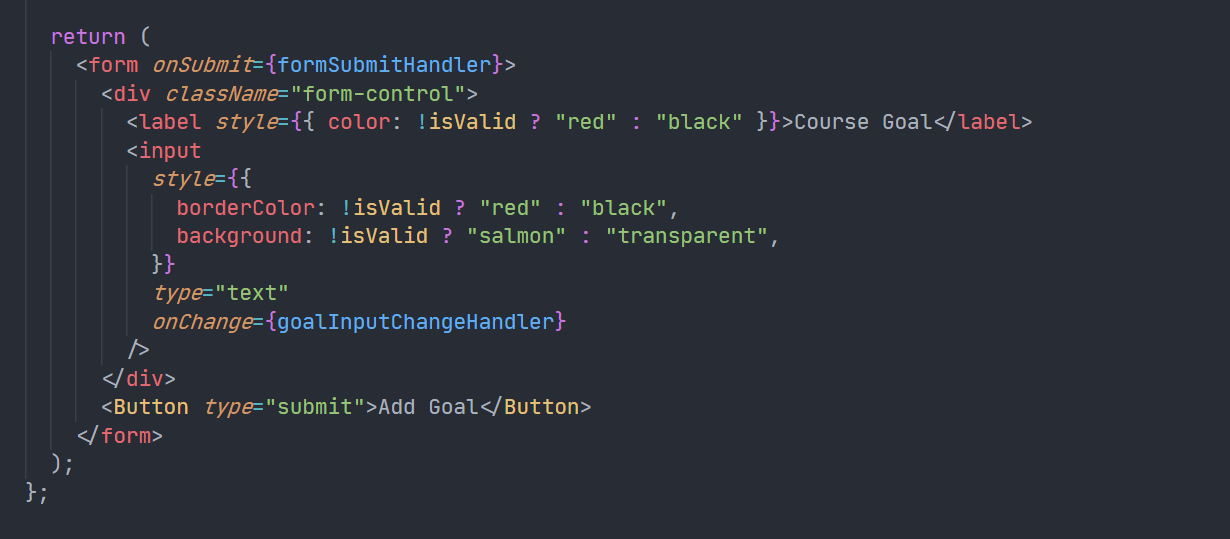 return (
<form onSubmit={formSubmitHandler}>
<div className="form-control">
<label style={{ color: !isValid ? "red" : "black" }}>Course Goal</label>
<input
style={{
borderColor: !isValid ? "red" : "black",
background: !isValid ? "salmon" : "transparent",
}}
type="text"
onChange={goalInputChangeHandler}
/>
</div>
<Button type="submit">Add Goal</Button>
</form>
);
};